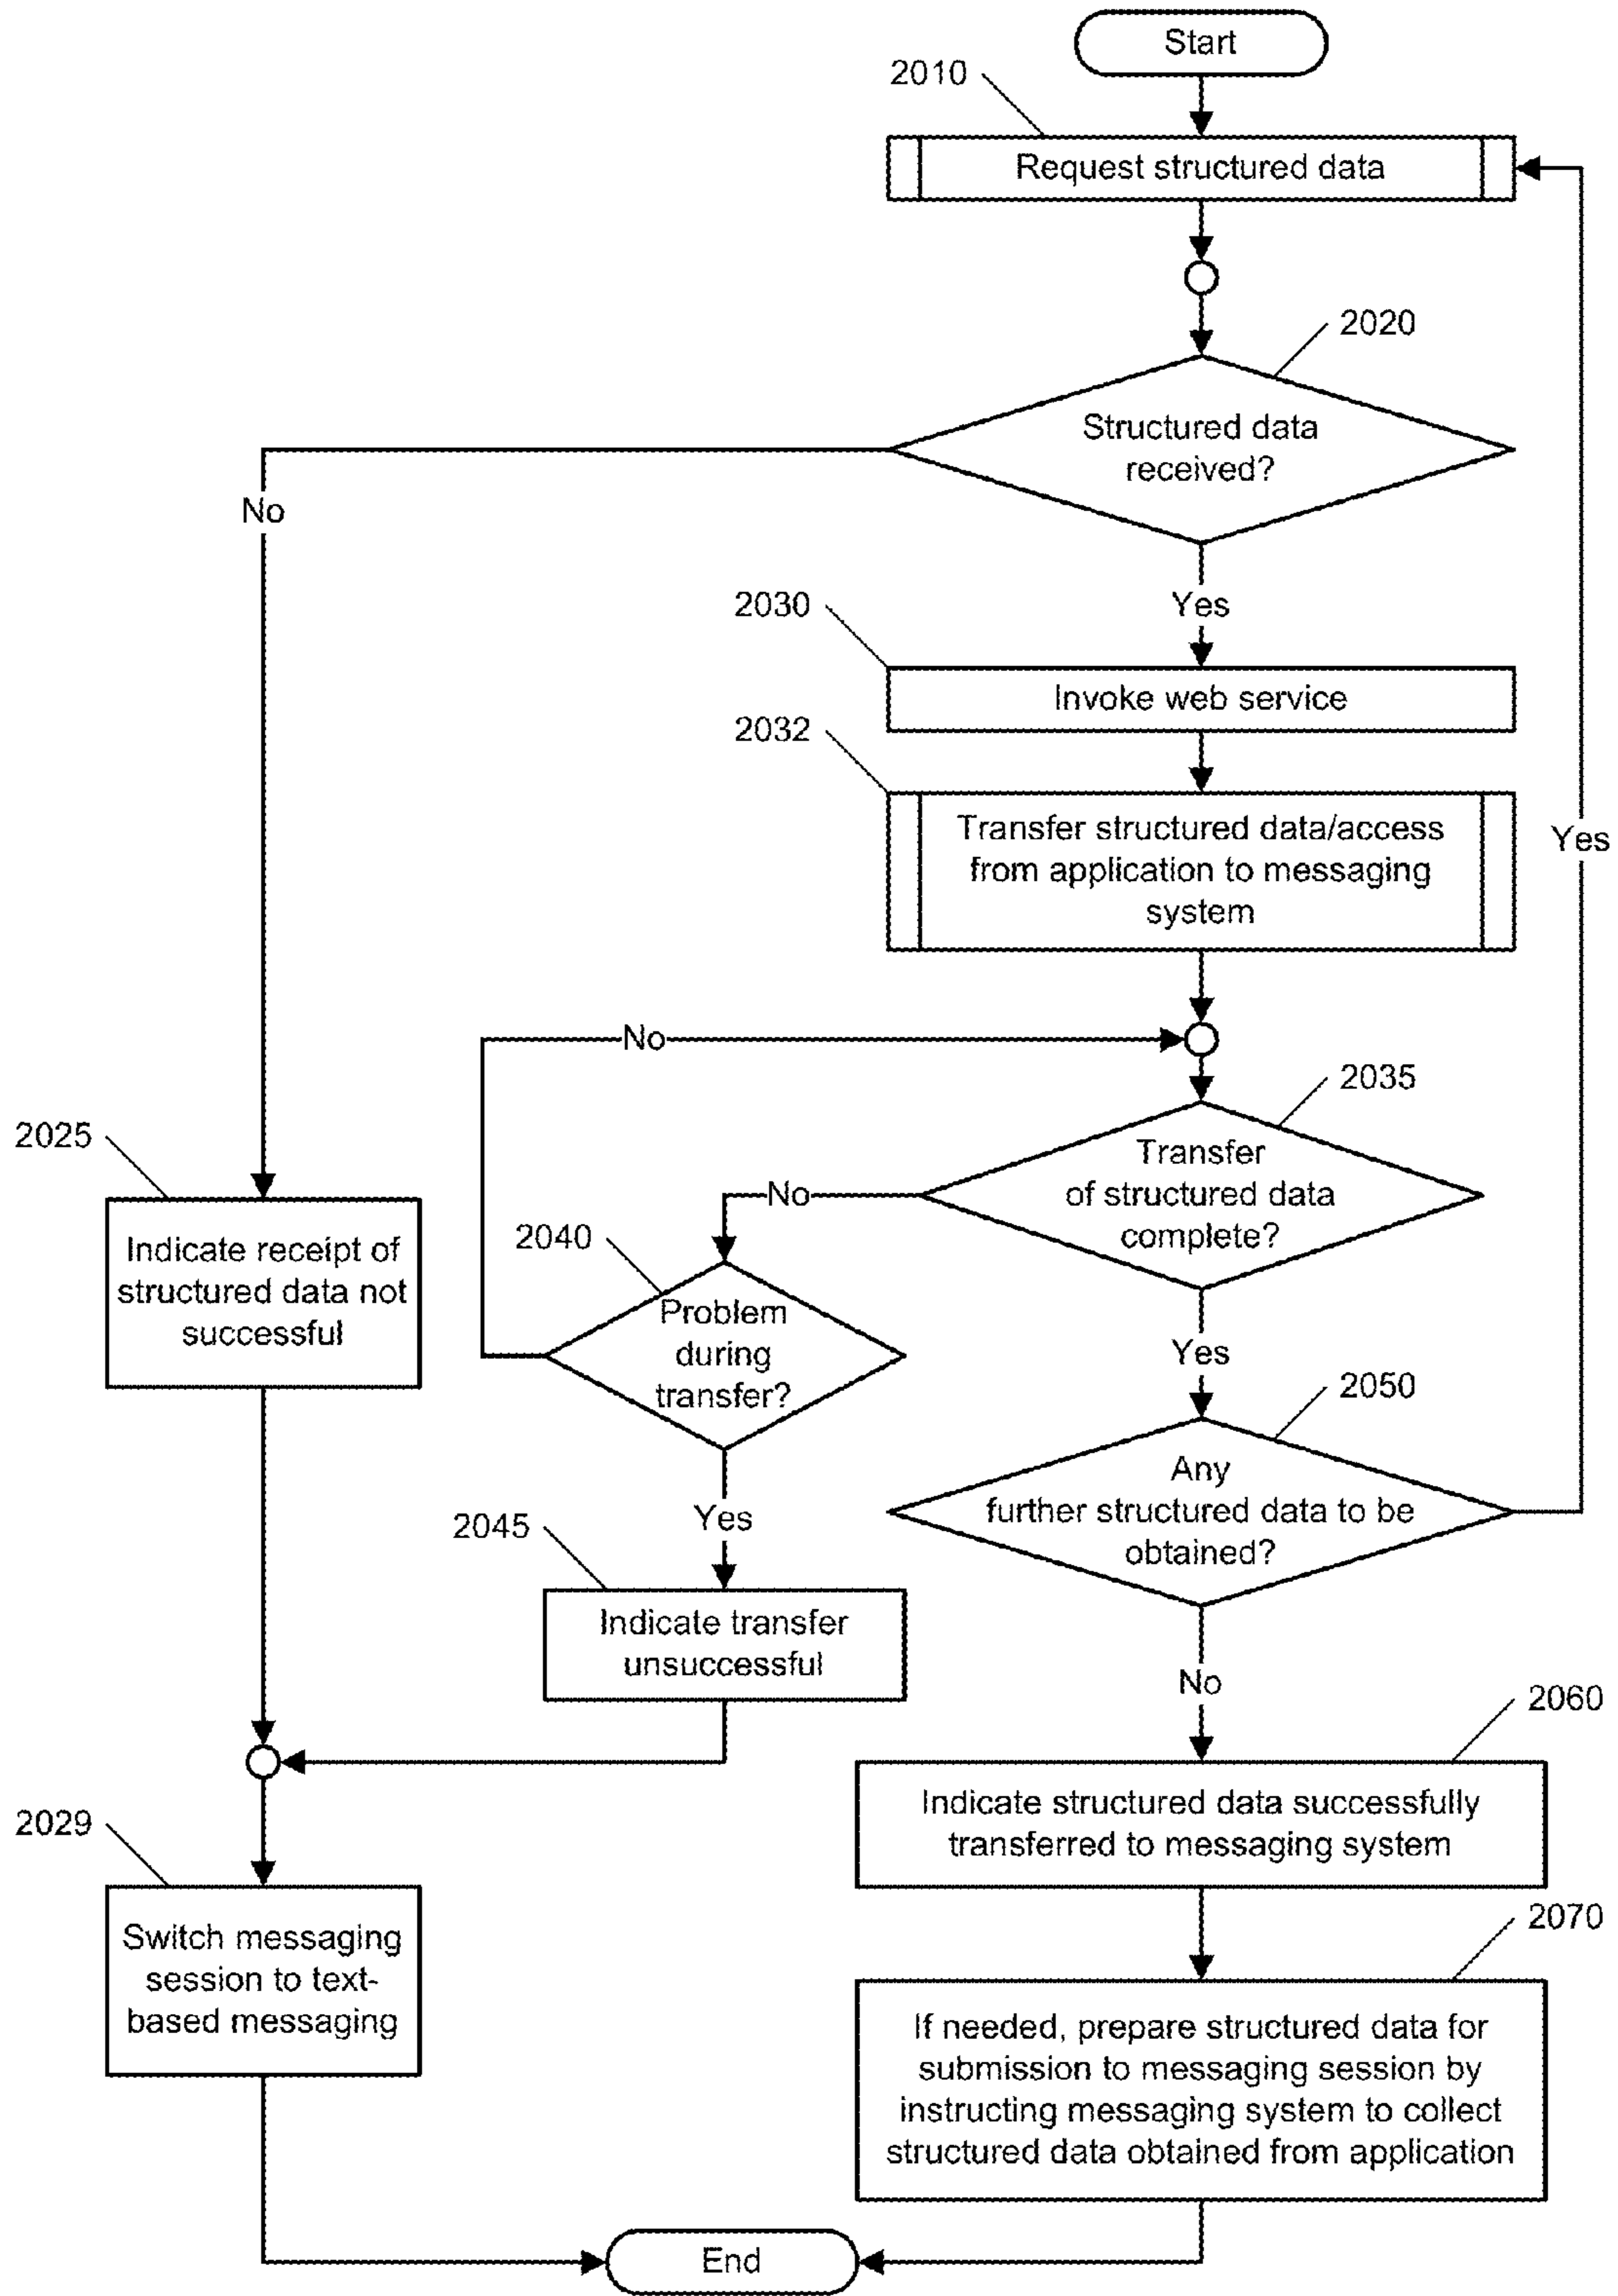 Start
2010
Request structured data
2020
Structured data
received?
No
Yes
2030
Invoke web service
2032
Transfer structured data/access
from application to messaging
system
Yes
No
2035
Transfer
of structured data
complete?
2025
No
Indicate receipt of
structured data not
successful
2040
Problem
during
transfer?
Yes
2050
Any
further structured data to be
obtained?
Yes
2045
Indicate transfer
unsuccessful
No
2060
Indicate structured data successfully
transferred to messaging system
2029
Switch messaging
session to text-
based messaging
2070
If needed, prepare structured data for
submission to messaging session by
instructing messaging system to collect
structured data obtained from application
End